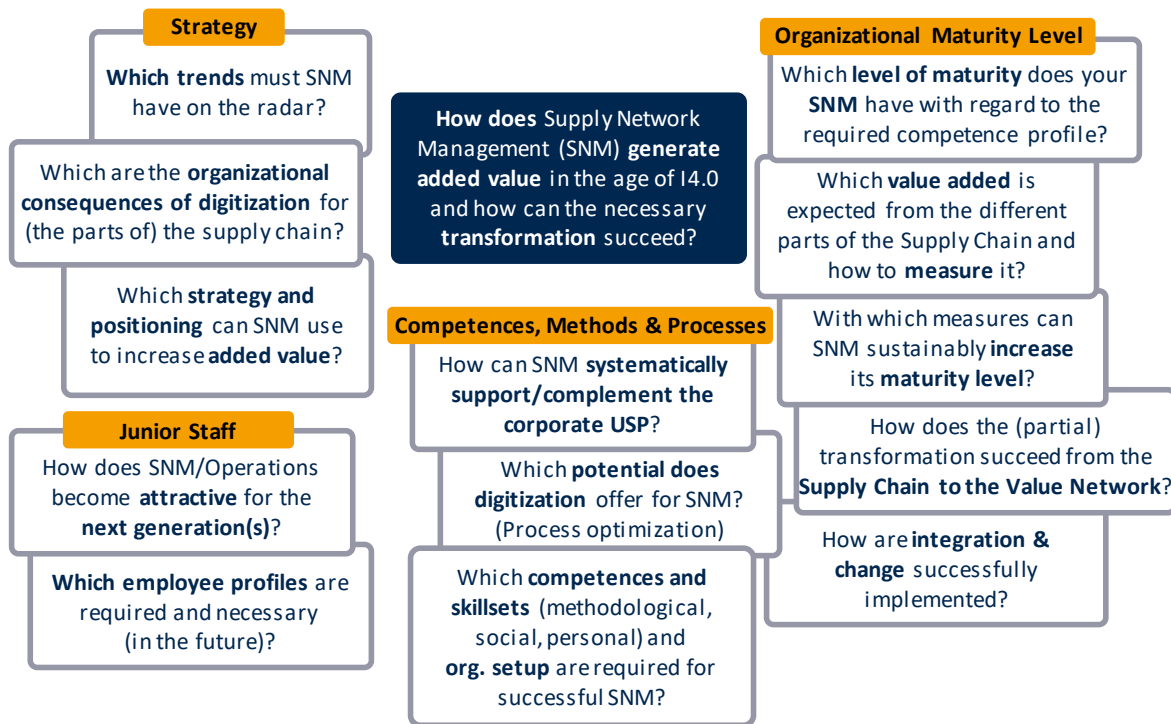 Strategy
Which trends must SNM
have on the radar?
Which are the organizational
consequences of digitization for
(the parts of) the supply chain?
Which strategy and
positioning can SNM use
to increase added value?
Junior Staff
How does SNM/Operations
become attractive for the
next generation(s)?
Which employee profiles are
required and necessary
(in the future)?
How does Supply Network
Management (SNM) generate
added value in the age of I4.0
and how can the necessary
transformation succeed?
Competences, Methods & Processes
How can SNM systematically
support/complement the
corporate USP?
Which potential does
digitization offer for SNM?
(Process optimization)
Which competences and
skillsets (methodological,
social, personal) and
org. setup are required for
successful SNM?
Organizational Maturity Level
Which level of maturity does your
SNM have with regard to the
required competence profile?
Which value added is
expected from the different
parts of the Supply Chain and
how to measure it?
With which measures can
SNM sustainably increase
its maturity level?
How does the (partial)
transformation succeed from the
Supply Chain to the Value Network?
How are integration &
change successfully
implemented?